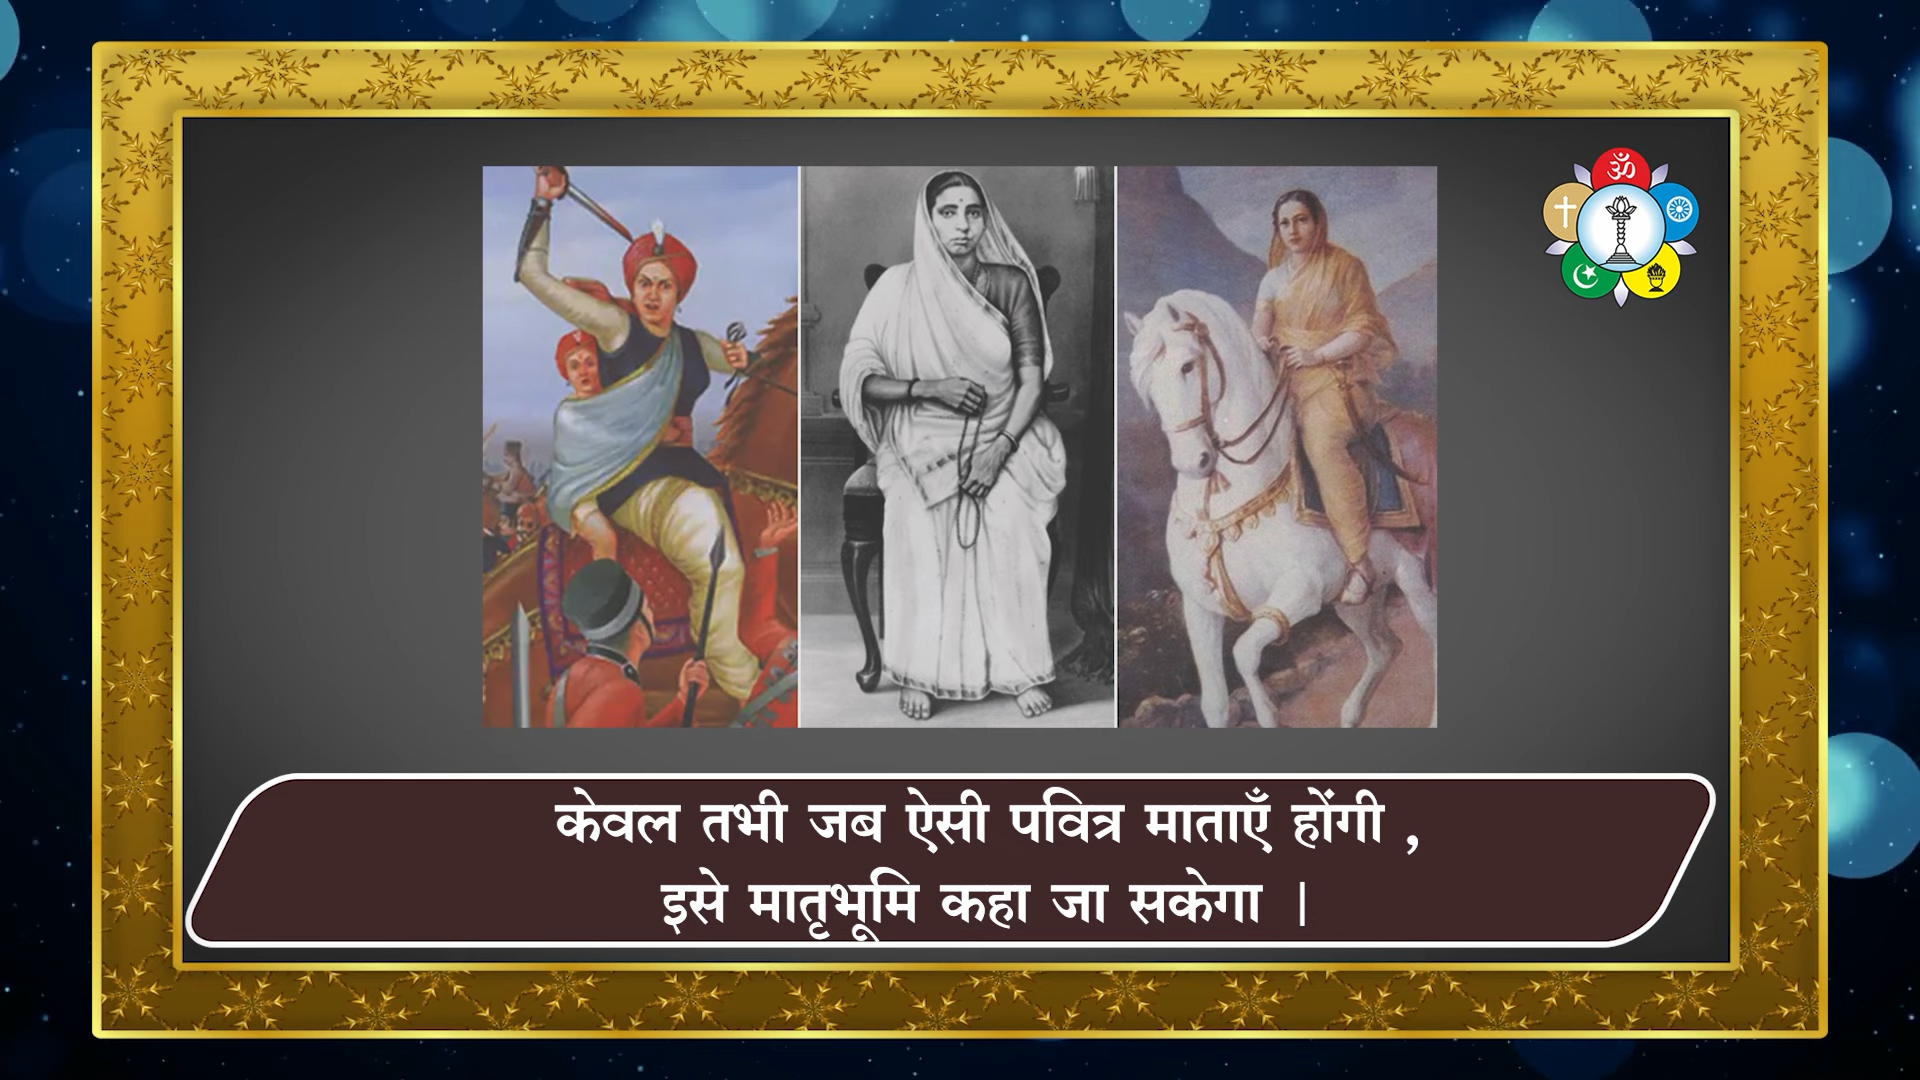 ॐ
केवल तभी जब ऐसी पवित्र माताएँ होंगी ,
इसे मातृभूमि कहा जा सकेगा |